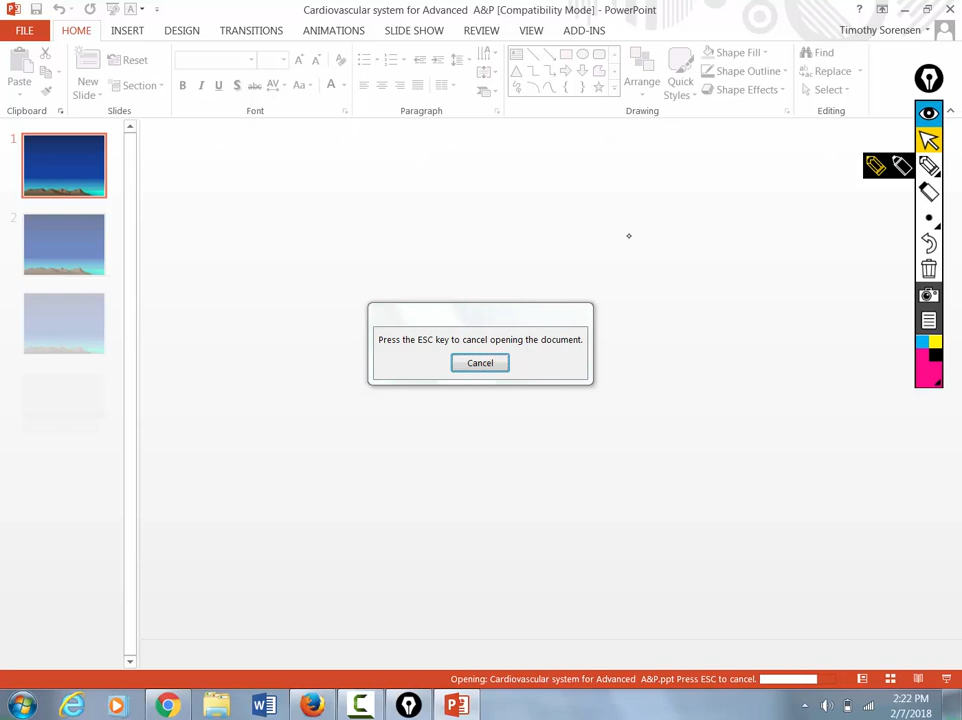 Cardiovascular system for Advanced A&P [Compatibility Mode] - PowerPoint
?
FILE HOME INSERT DESIGN TRANSITIONS ANIMATIONS SLIDE SHOW REVIEW VIEW ADD-INS Timothy Sorensen
Paste
New
Slide
Reset
Section
B I U S abc AV Aa A
Arrange
Quick
Styles
Shape Fill
Shape Outline
Shape Effects
Find
Replace
Select
Clipboard Slides Font Paragraph Drawing Editing
1
2
Press the ESC key to cancel opening the document.
Cancel
Opening: Cardiovascular system for Advanced A&P.ppt Press ESC to cancel.
2:22 PM
2/7/2018